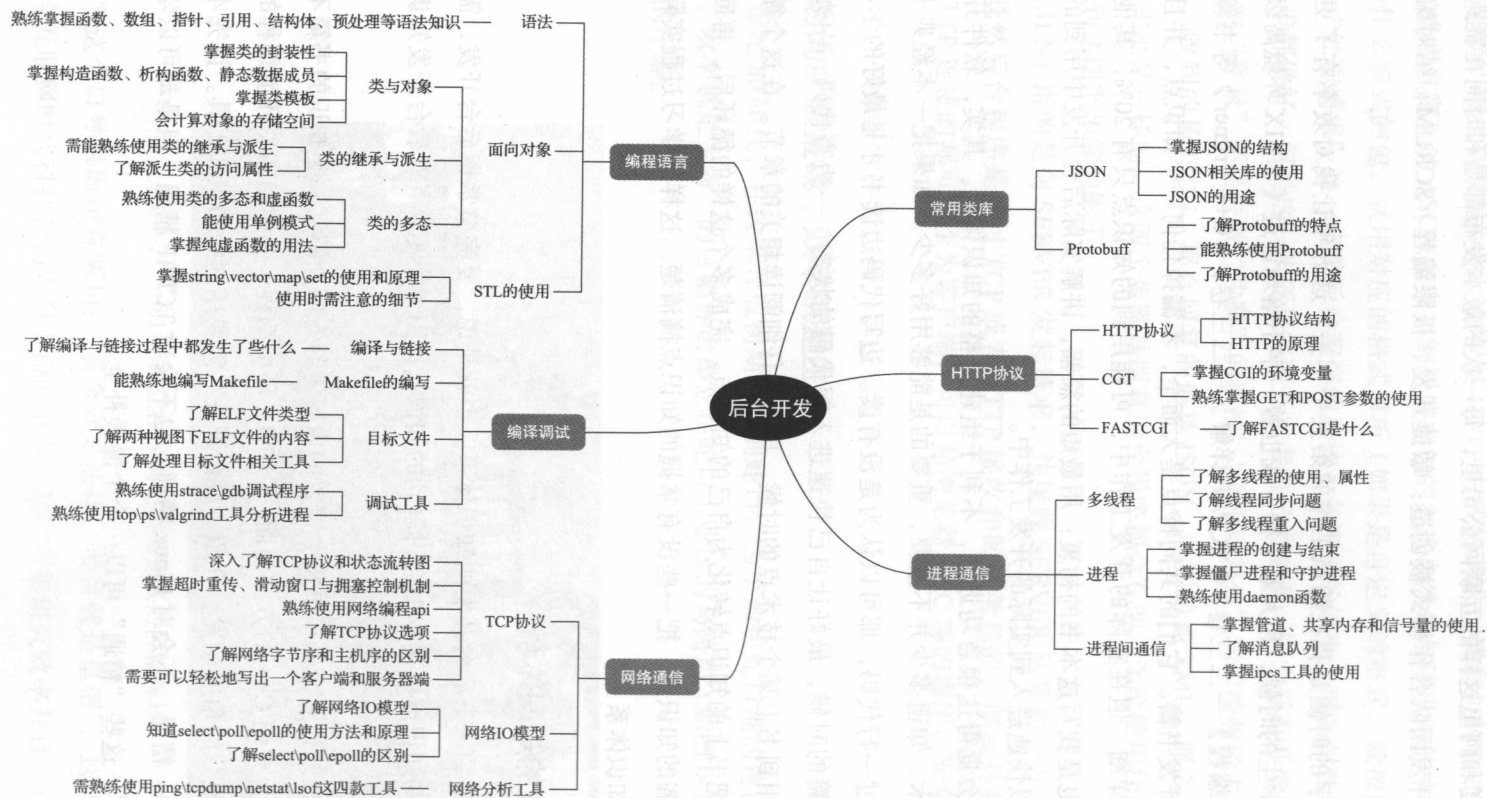 后台开发
编程语言
语法
熟练掌握函数、数组、指针、引用、结构体、预处理等语法知识
面向对象
类与对象
掌握类的封装性
掌握构造函数、析构函数、静态数据成员
掌握类模板
会计算对象的存储空间
类的继承与派生
需能熟练使用类的继承与派生
了解派生类的访问属性
类的多态
熟练使用类的多态和虚函数
能使用单例模式
掌握纯虚函数的用法
STL的使用
掌握string\vector\map\set的使用和原理
使用时需注意的细节
编译调试
编译与链接
了解编译与链接过程中都发生了些什么
Makefile的编写
能熟练地编写Makefile
目标文件
了解ELF文件类型
了解两种视图下ELF文件的内容
了解处理目标文件相关工具
调试工具
熟练使用strace\gdb调试程序
熟练使用top\ps\valgrind工具分析进程
网络通信
TCP协议
深入了解TCP协议和状态流转图
掌握超时重传、滑动窗口与拥塞控制机制
熟练使用网络编程api
了解TCP协议选项
了解网络字节序和主机序的区别
需要可以轻松地写出一个客户端和服务器端
网络IO模型
了解网络IO模型
知道select\poll\epoll的使用方法和原理
了解select\poll\epoll的区别
网络分析工具
需熟练使用ping\tcpdump\netstat\lsof这四款工具
常用类库
JSON
掌握JSON的结构
JSON相关库的使用
JSON的用途
Protobuff
了解Protobuff的特点
能熟练使用Protobuff
了解Protobuff的用途
HTTP协议
HTTP协议
HTTP协议结构
HTTP的原理
CGT
掌握CGI的环境变量
熟练掌握GET和POST参数的使用
FASTCGI
了解FASTCGI是什么
进程通信
多线程
了解多线程的使用、属性
了解线程同步问题
了解多线程重入问题
进程
掌握进程的创建与结束
掌握僵尸进程和守护进程
熟练使用daemon函数
进程间通信
掌握管道、共享内存和信号量的使用
了解消息队列
掌握ipcs工具的使用